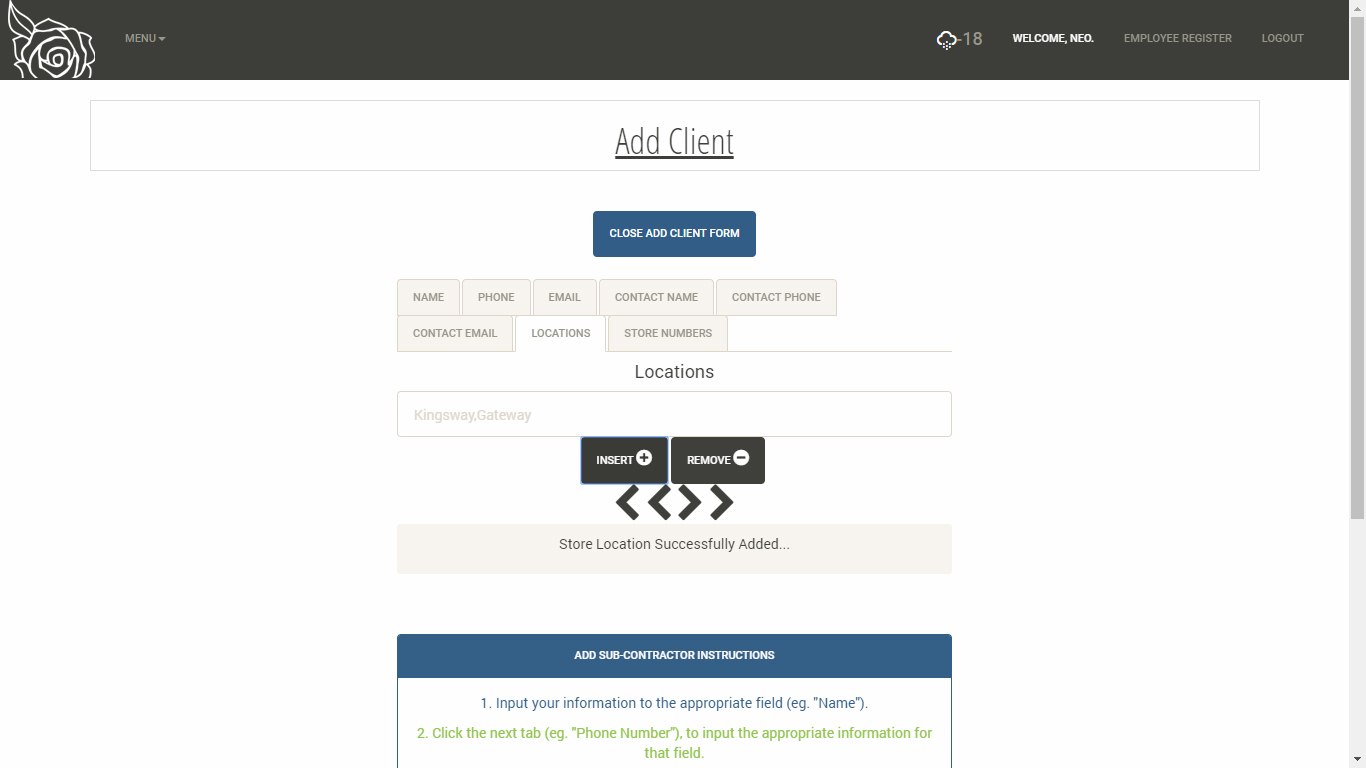 MENU
-18
WELCOME, NEO.
EMPLOYEE REGISTER
LOGOUT
Add Client
CLOSE ADD CLIENT FORM
NAME
PHONE
EMAIL
CONTACT NAME
CONTACT PHONE
CONTACT EMAIL
LOCATIONS
STORE NUMBERS
Locations
Kingsway,Gateway
INSERT
REMOVE
Store Location Successfully Added...
ADD SUB-CONTRACTOR INSTRUCTIONS
1. Input your information to the appropriate field (eg. "Name").
2. Click the next tab (eg. "Phone Number"), to input the appropriate information for
that field.